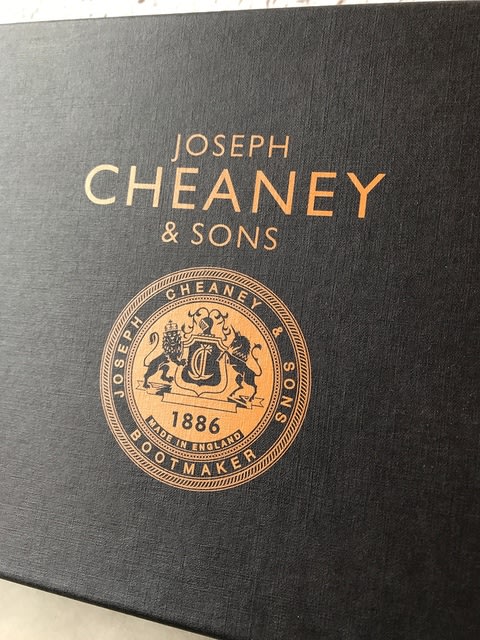 JOSEPH
CHEANEY
& SONS
JOSEPH CHEANEY & SONS
1886
MADE IN ENGLAND
BOOTMAKER